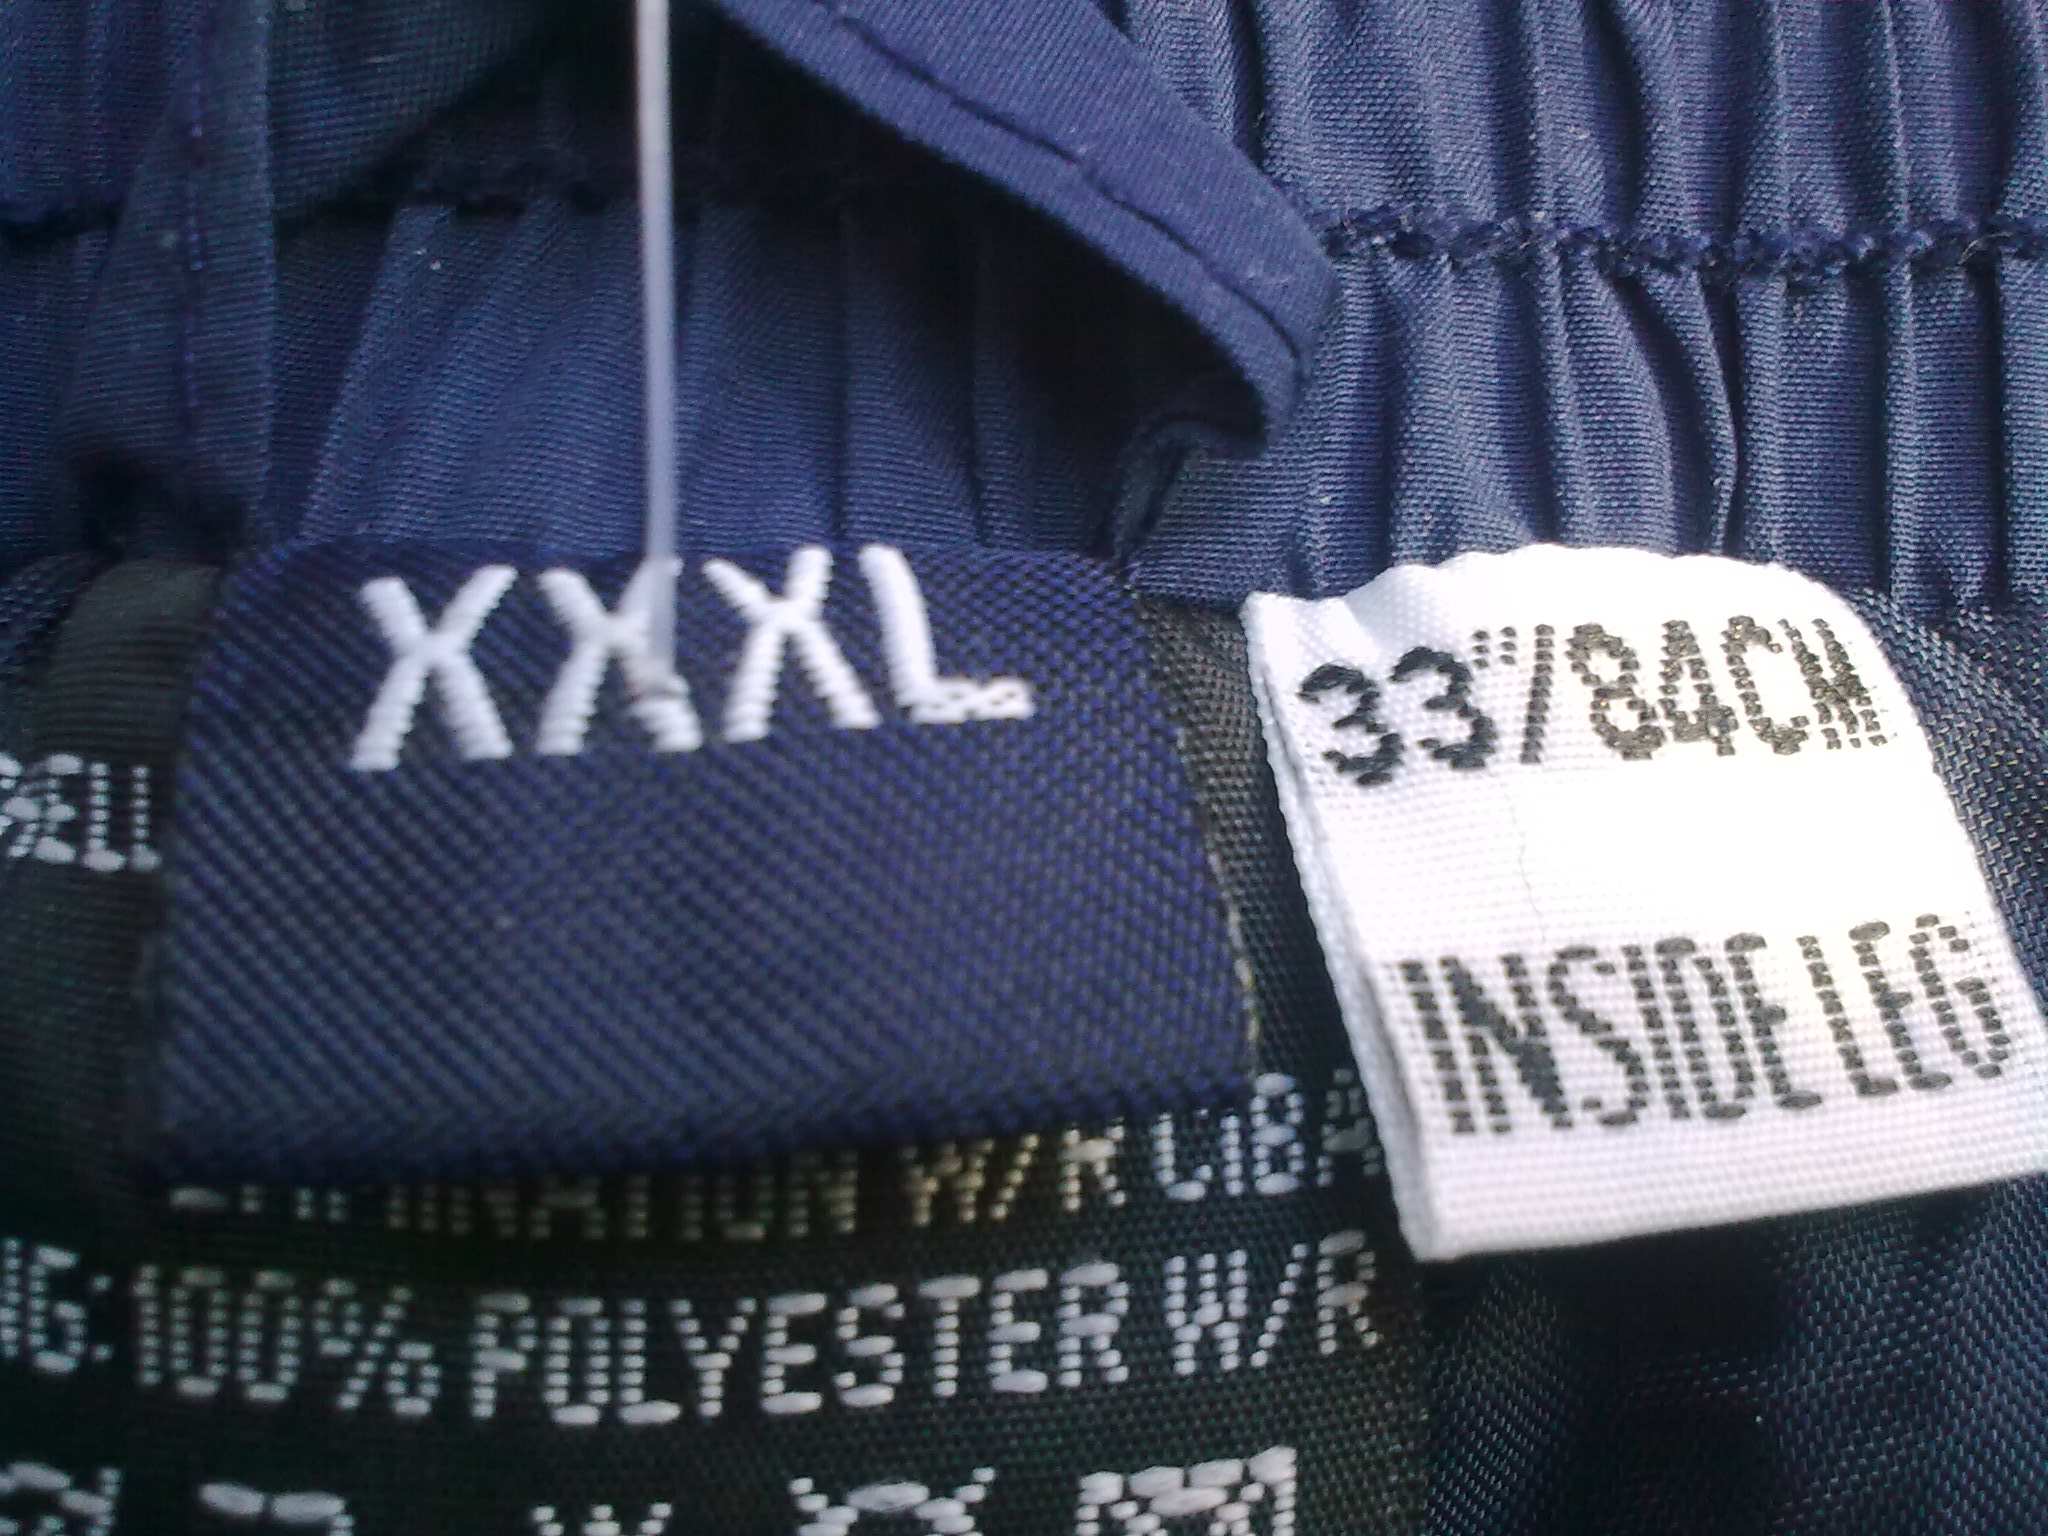 XXXL
33"/84CM
INSIDE LEG
W/R
100% POLYESTER W/R